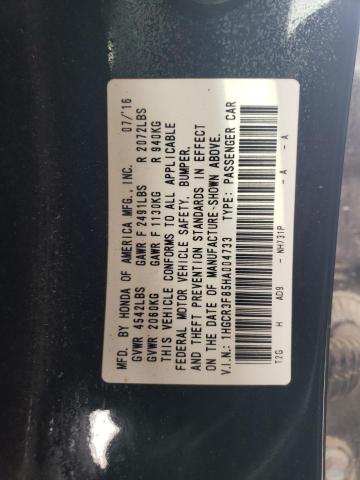 MFD. BY HONDA OF AMERICA MFG., INC. 07/'16
GVWR 4542LBS GAWR F 2491LBS R 2072LBS
GVWR 2060KG GAWR F 1130KG R 940KG
THIS VEHICLE CONFORMS TO ALL APPLICABLE
FEDERAL MOTOR VEHICLE SAFETY, BUMPER,
AND THEFT PREVENTION STANDARDS IN EFFECT
ON THE DATE OF MANUFACTURE SHOWN ABOVE.
V.I.N.: 1HGCR3F85HA004733 TYPE: PASSENGER CAR
T2G H AD9 - NH731P - A - A